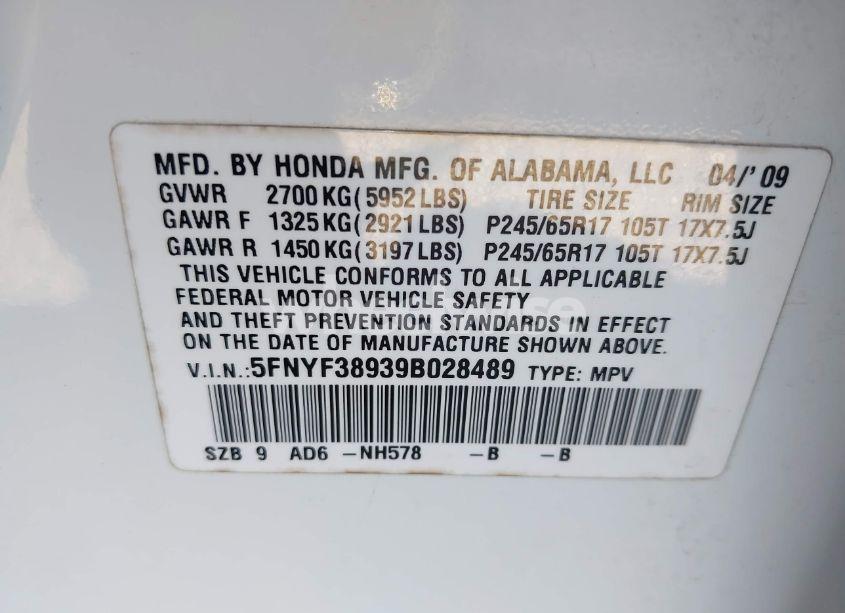 MFD. BY HONDA MFG. OF ALABAMA, LLC 04/'09
GVWR 2700 KG(5952 LBS) TIRE SIZE RIM SIZE
GAWR F 1325 KG(2921 LBS) P245/65R17 105T 17X7.5J
GAWR R 1450 KG(3197 LBS) P245/65R17 105T 17X7.5J
THIS VEHICLE CONFORMS TO ALL APPLICABLE
FEDERAL MOTOR VEHICLE SAFETY
AND THEFT PREVENTION STANDARDS IN EFFECT
ON THE DATE OF MANUFACTURE SHOWN ABOVE.
V.I.N.:5FNYF38939B028489 TYPE: MPV
SZB 9 AD6 -NH578 -B -B